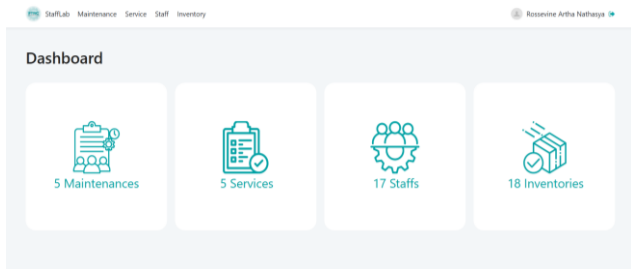 StaffLab Maintenance Service Staff Inventory Rossevine Artha Nathasya
Dashboard
5 Maintenances 5 Services 17 Staffs 18 Inventories